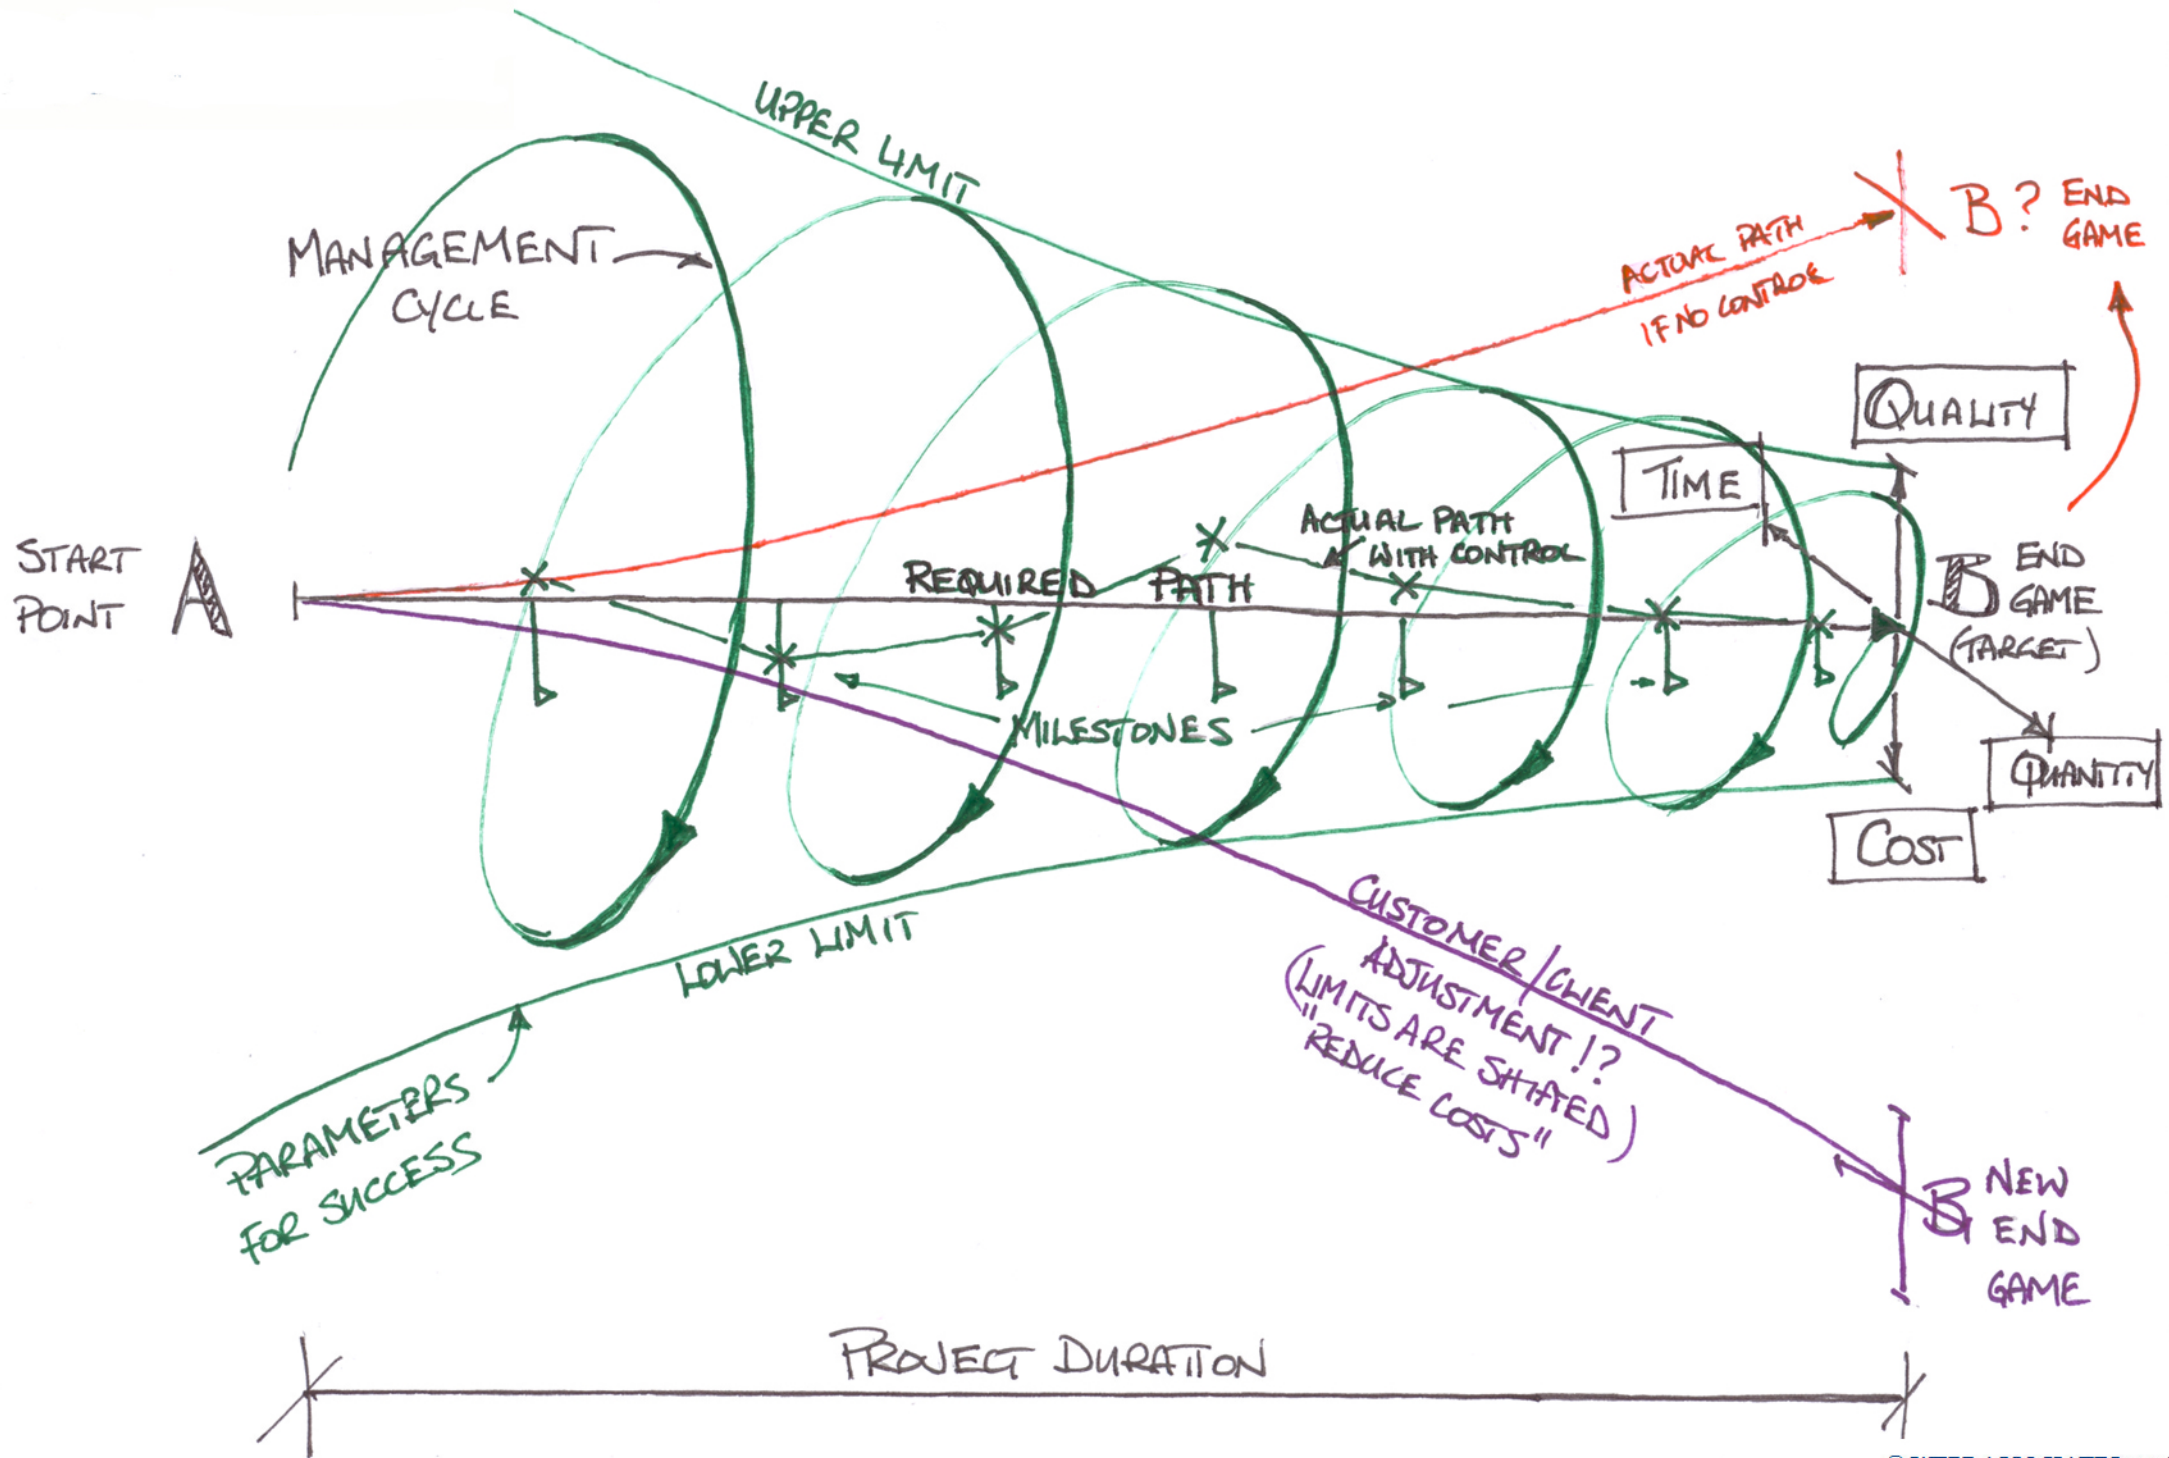 UPPER LIMIT
MANAGEMENT
CYCLE
ACTUAL PATH
IF NO CONTROL
B? END
GAME
QUALITY
TIME
START
POINT
A
REQUIRED PATH
ACTUAL PATH
WITH CONTROL
B END
GAME
(TARGET)
MILESTONES
QUANTITY
COST
LOWER LIMIT
CUSTOMER/CLIENT
ADJUSTMENT!?
(LIMITS ARE SHIFTED)
"REDUCE COSTS"
PARAMETERS
FOR SUCCESS
B1 NEW
END
GAME
PROJECT DURATION